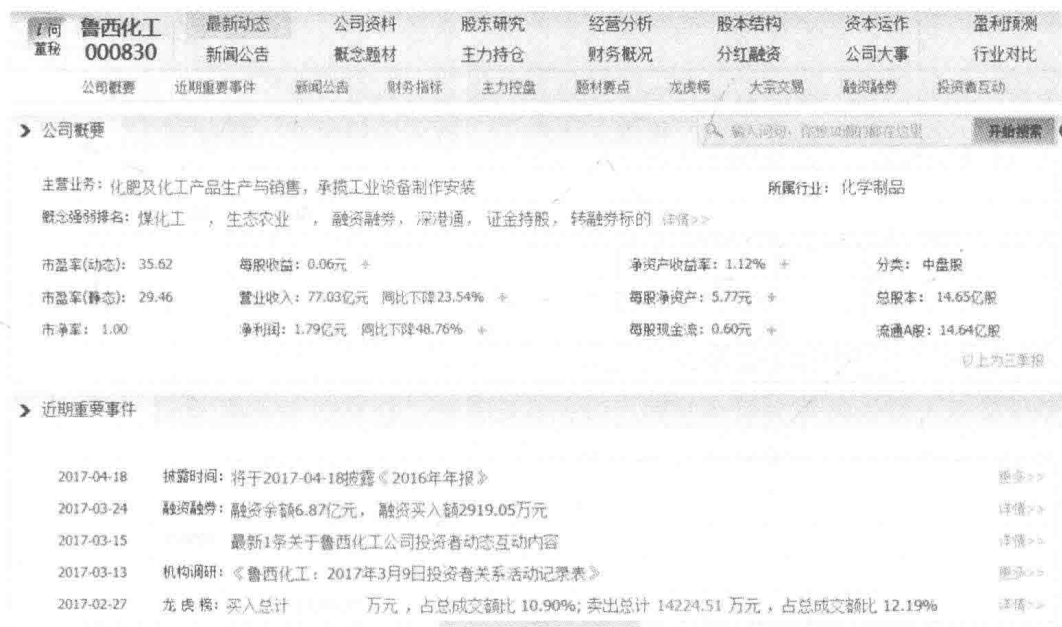 i问 鲁西化工 最新动态 公司资料 股东研究 经营分析 股本结构 资本运作 盈利预测
董秘 000830 新闻公告 概念题材 主力持仓 财务概况 分红融资 公司大事 行业对比
公司概要 近期重要事件 新闻公告 财务指标 主力控盘 题材要点 龙虎榜 大宗交易 融资融券 投资者互动
公司概要 开始搜索
主营业务: 化肥及化工产品生产与销售，承揽工业设备制作安装 所属行业: 化学制品
概念强弱排名: 煤化工 ，生态农业 ，融资融券，深港通，证金持股，转融券标的 详情>>
市盈率(动态): 35.62 每股收益: 0.06元 净资产收益率: 1.12% 分类: 中盘股
市盈率(静态): 29.46 营业收入: 77.03亿元 同比下降23.54% 每股净资产: 5.77元 总股本: 14.65亿股
市净率: 1.00 净利润: 1.79亿元 同比下降48.76% 每股现金流: 0.60元 流通A股: 14.64亿股
以上为三季报
近期重要事件
2017-04-18 披露时间: 将于2017-04-18披露《2016年年报》 更多>>
2017-03-24 融资融券: 融资余额6.87亿元，融资买入额2919.05万元 详情>>
2017-03-15 最新1条关于鲁西化工公司投资者动态互动内容 详情>>
2017-03-13 机构调研: 《鲁西化工：2017年3月9日投资者关系活动记录表》 更多>>
2017-02-27 龙虎榜: 买入总计 万元，占总成交额比 10.90%; 卖出总计 14224.51 万元，占总成交额比 12.19% 详情>>